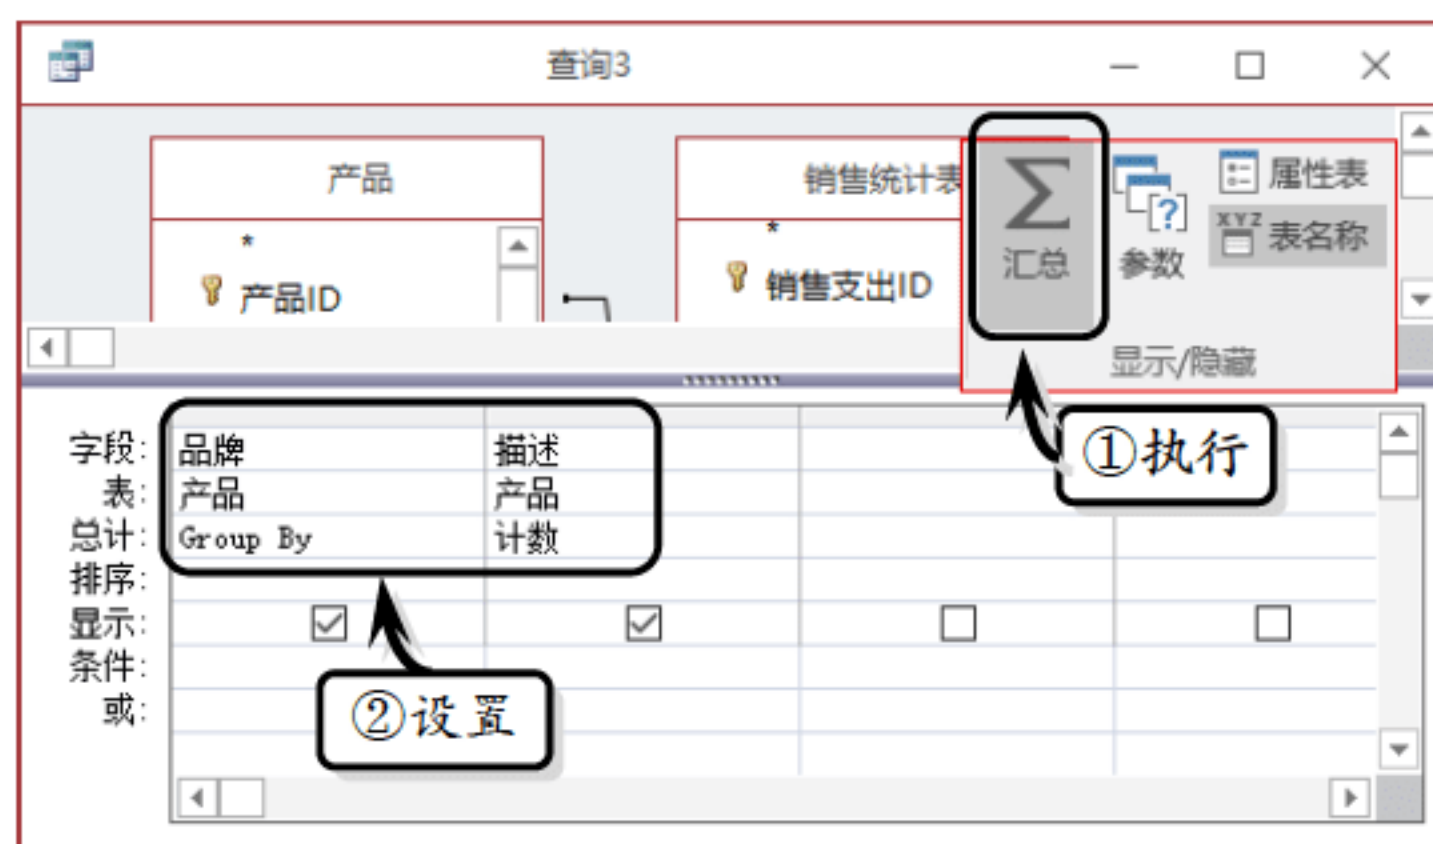 查询3
产品
*
产品ID
销售统计表
*
销售支出ID
汇总
参数
属性表
XYZ
表名称
显示/隐藏
①执行
字段: 品牌 描述
表: 产品 产品
总计: Group By 计数
排序:
显示:
条件:
或:
②设置